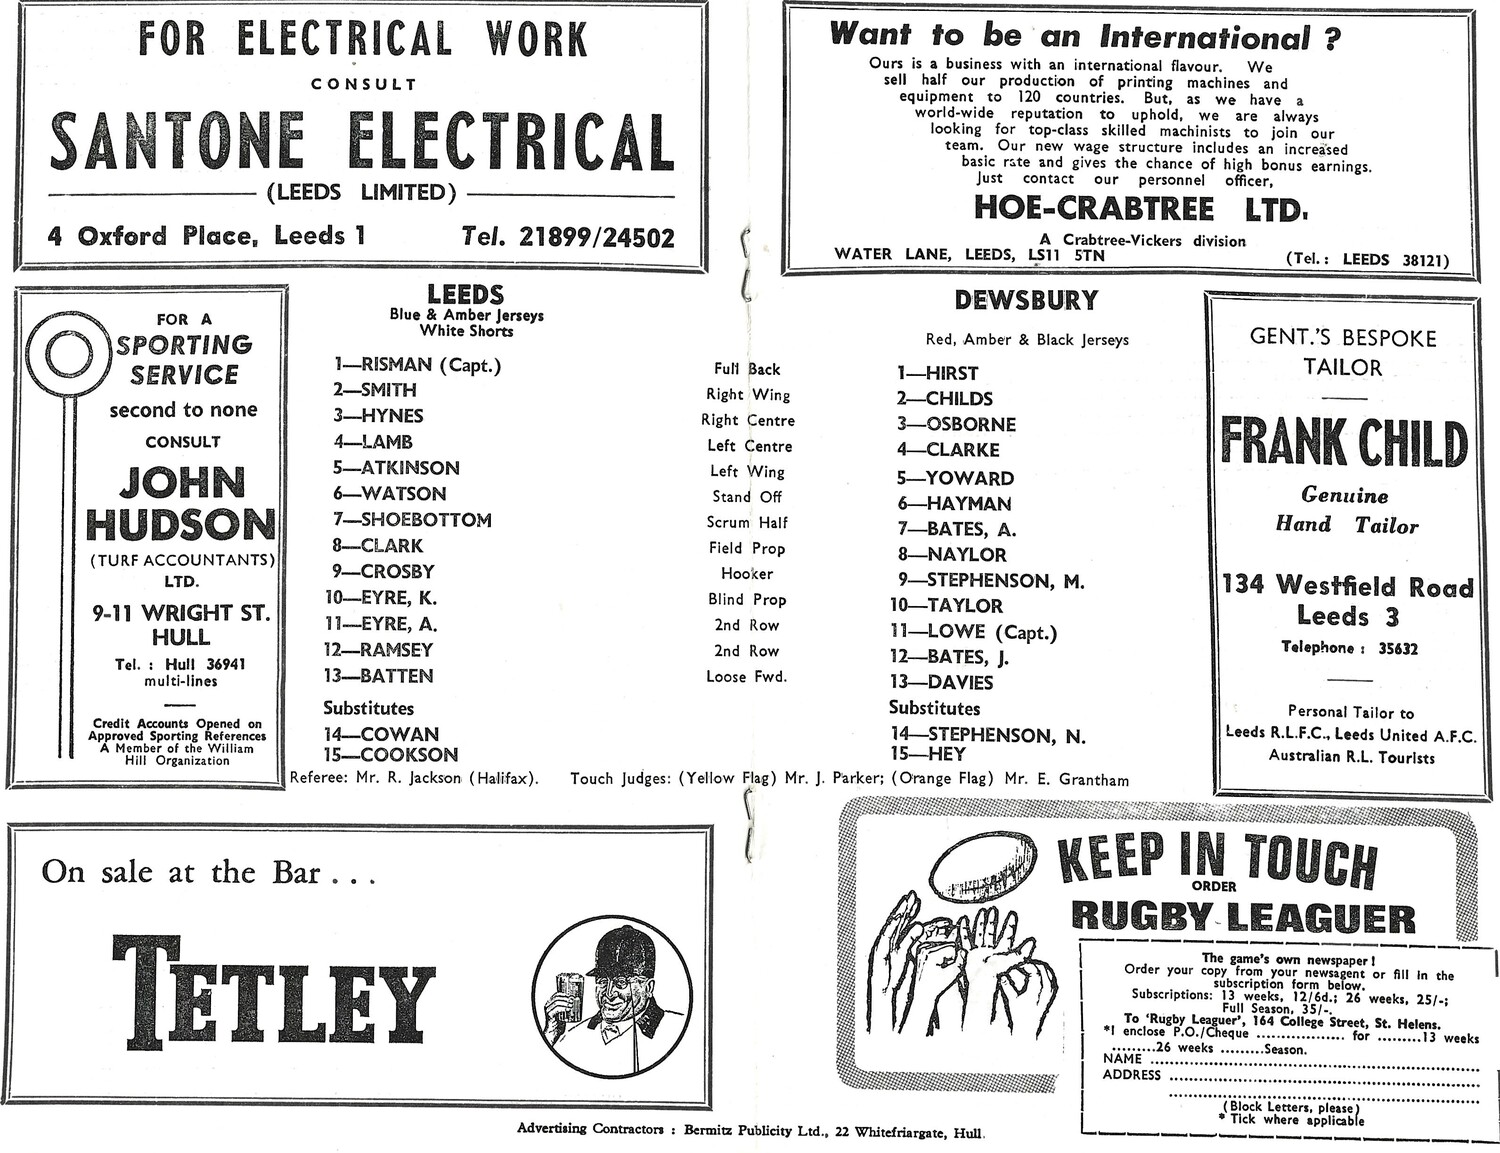 FOR ELECTRICAL WORK
CONSULT
SANTONE ELECTRICAL
(LEEDS LIMITED)
4 Oxford Place, Leeds 1 Tel. 21899/24502
Want to be an International ?
Ours is a business with an international flavour. We
sell half our production of printing machines and
equipment to 120 countries. But, as we have a
world-wide reputation to uphold, we are always
looking for top-class skilled machinists to join our
team. Our new wage structure includes an increased
basic rate and gives the chance of high bonus earnings.
Just contact our personnel officer,
HOE-CRABTREE LTD.
A Crabtree-Vickers division
WATER LANE, LEEDS, LS11 5TN (Tel.: LEEDS 38121)
FOR A
SPORTING
SERVICE
second to none
CONSULT
JOHN
HUDSON
(TURF ACCOUNTANTS)
LTD.
9-11 WRIGHT ST.
HULL
Tel. : Hull 36941
multi-lines
Credit Accounts Opened on
Approved Sporting References
A Member of the William
Hill Organization
LEEDS
Blue & Amber Jerseys
White Shorts
1—RISMAN (Capt.)
2—SMITH
3—HYNES
4—LAMB
5—ATKINSON
6—WATSON
7—SHOEBOTTOM
8—CLARK
9—CROSBY
10—EYRE, K.
11—EYRE, A.
12—RAMSEY
13—BATTEN
Substitutes
14—COWAN
15—COOKSON
Full Back
Right Wing
Right Centre
Left Centre
Left Wing
Stand Off
Scrum Half
Field Prop
Hooker
Blind Prop
2nd Row
2nd Row
Loose Fwd.
DEWSBURY
Red, Amber & Black Jerseys
1—HIRST
2—CHILDS
3—OSBORNE
4—CLARKE
5—YOWARD
6—HAYMAN
7—BATES, A.
8—NAYLOR
9—STEPHENSON, M.
10—TAYLOR
11—LOWE (Capt.)
12—BATES, J.
13—DAVIES
Substitutes
14—STEPHENSON, N.
15—HEY
Referee: Mr. R. Jackson (Halifax). Touch Judges: (Yellow Flag) Mr. J. Parker; (Orange Flag) Mr. E. Grantham
GENT.'S BESPOKE
TAILOR
FRANK CHILD
Genuine
Hand Tailor
134 Westfield Road
Leeds 3
Telephone : 35632
Personal Tailor to
Leeds R.L.F.C., Leeds United A.F.C.
Australian R.L. Tourists
On sale at the Bar . . .
TETLEY
KEEP IN TOUCH
ORDER
RUGBY LEAGUER
The game's own newspaper!
Order your copy from your newsagent or fill in the
subscription form below.
Subscriptions: 13 weeks, 12/6d.; 26 weeks, 25/-;
Full Season, 35/-.
To 'Rugby Leaguer', 164 College Street, St. Helens.
*I enclose P.O./Cheque .................. for .........13 weeks
.........26 weeks .........Season.
NAME ..................................................
ADDRESS ..................................................
..................................................
(Block Letters, please)
* Tick where applicable
Advertising Contractors : Bermitz Publicity Ltd., 22 Whitefriargate, Hull.